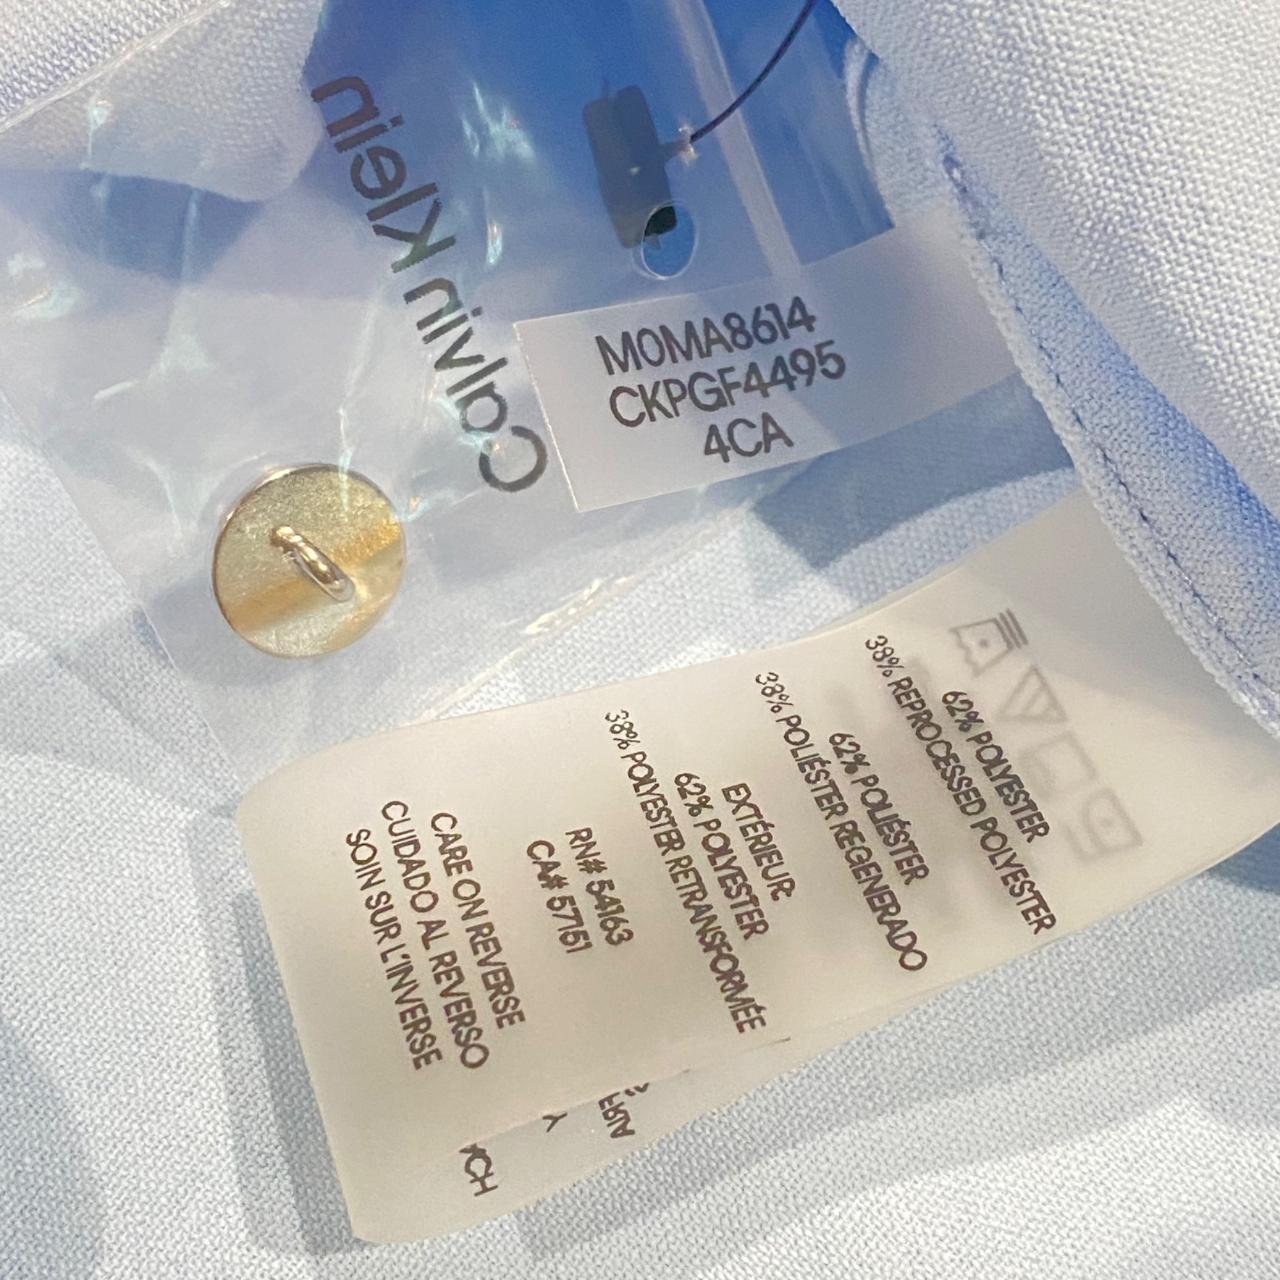 Calvin Klein
M0MA8614
CKPGF4495
4CA
62% POLYESTER
38% REPROCESSED POLYESTER
62% POLIÉSTER
38% POLIÉSTER REGENERADO
EXTÉRIEUR:
62% POLYESTER
38% POLYESTER RETRANSFORMÉE
RN# 54163
CA# 57151
CARE ON REVERSE
CUIDADO AL REVERSO
SOIN SUR L'INVERSE